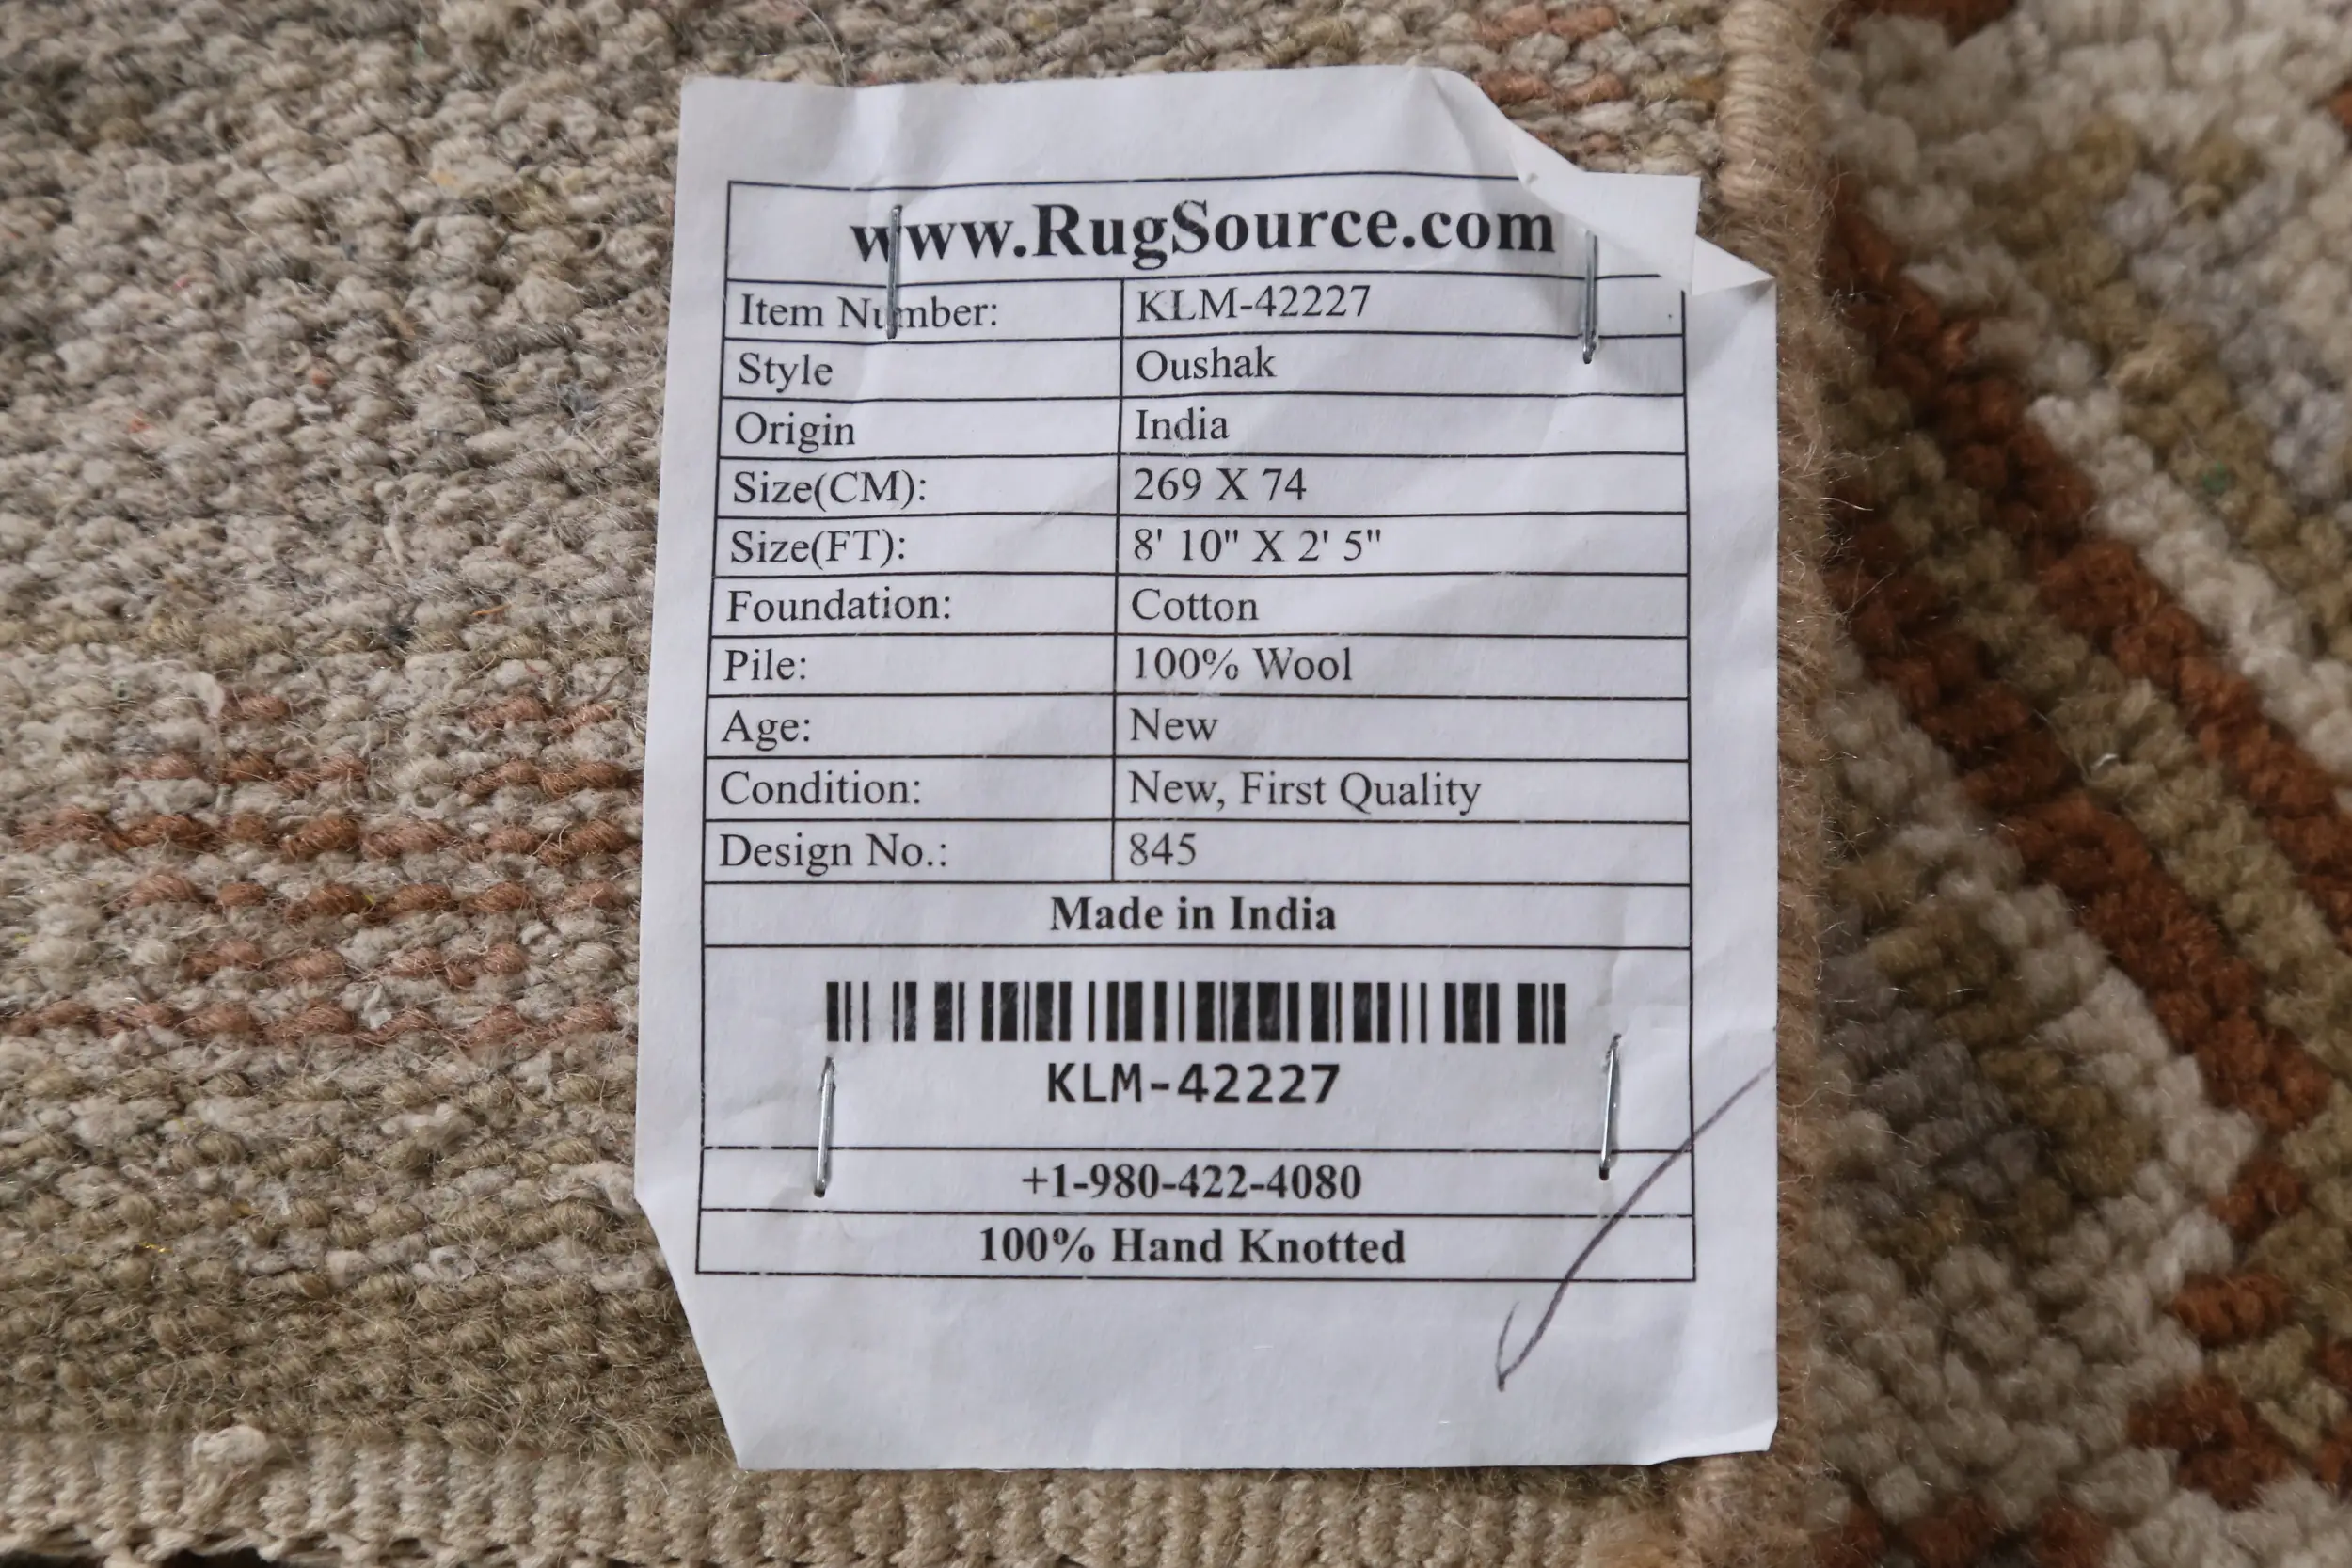 www.RugSource.com
Item Number: KLM-42227
Style Oushak
Origin India
Size(CM): 269 X 74
Size(FT): 8' 10" X 2' 5"
Foundation: Cotton
Pile: 100% Wool
Age: New
Condition: New, First Quality
Design No.: 845
Made in India
KLM-42227
+1-980-422-4080
100% Hand Knotted